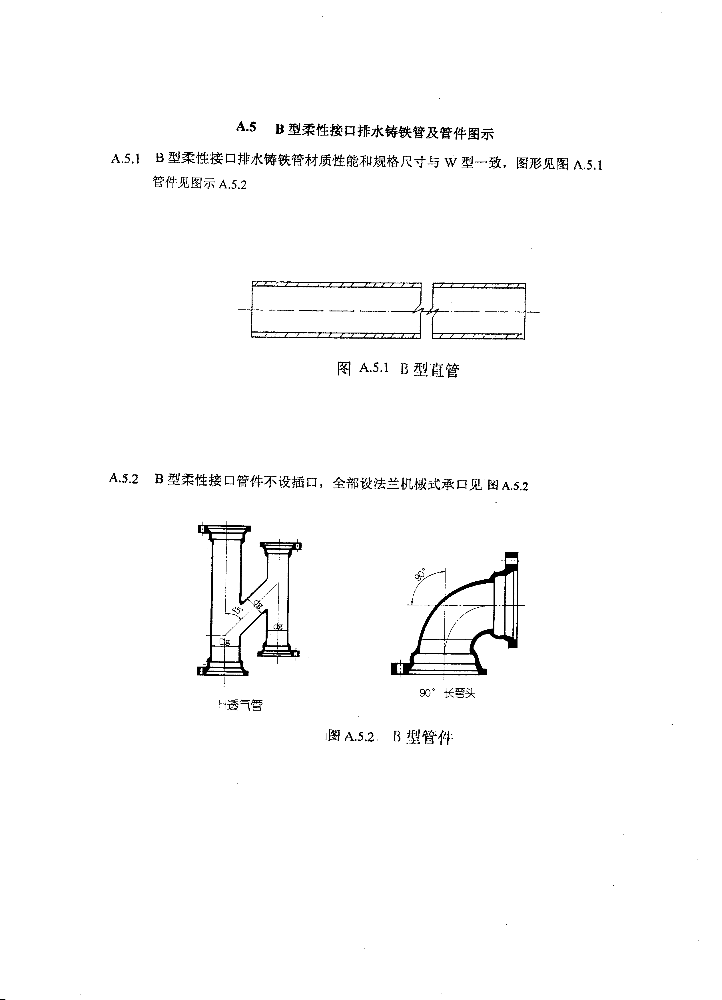 A.5 B 型柔性接口排水铸铁管及管件图示
A.5.1 B 型柔性接口排水铸铁管材质性能和规格尺寸与 W 型一致，图形见图 A.5.1
管件见图示 A.5.2
图 A.5.1 B 型直管
A.5.2 B 型柔性接口管件不设插口，全部设法兰机械式承口见 图 A.5.2
90°
45°
dg
dg
Dg
90° 长弯头
H透气管
图 A.5.2 B 型管件